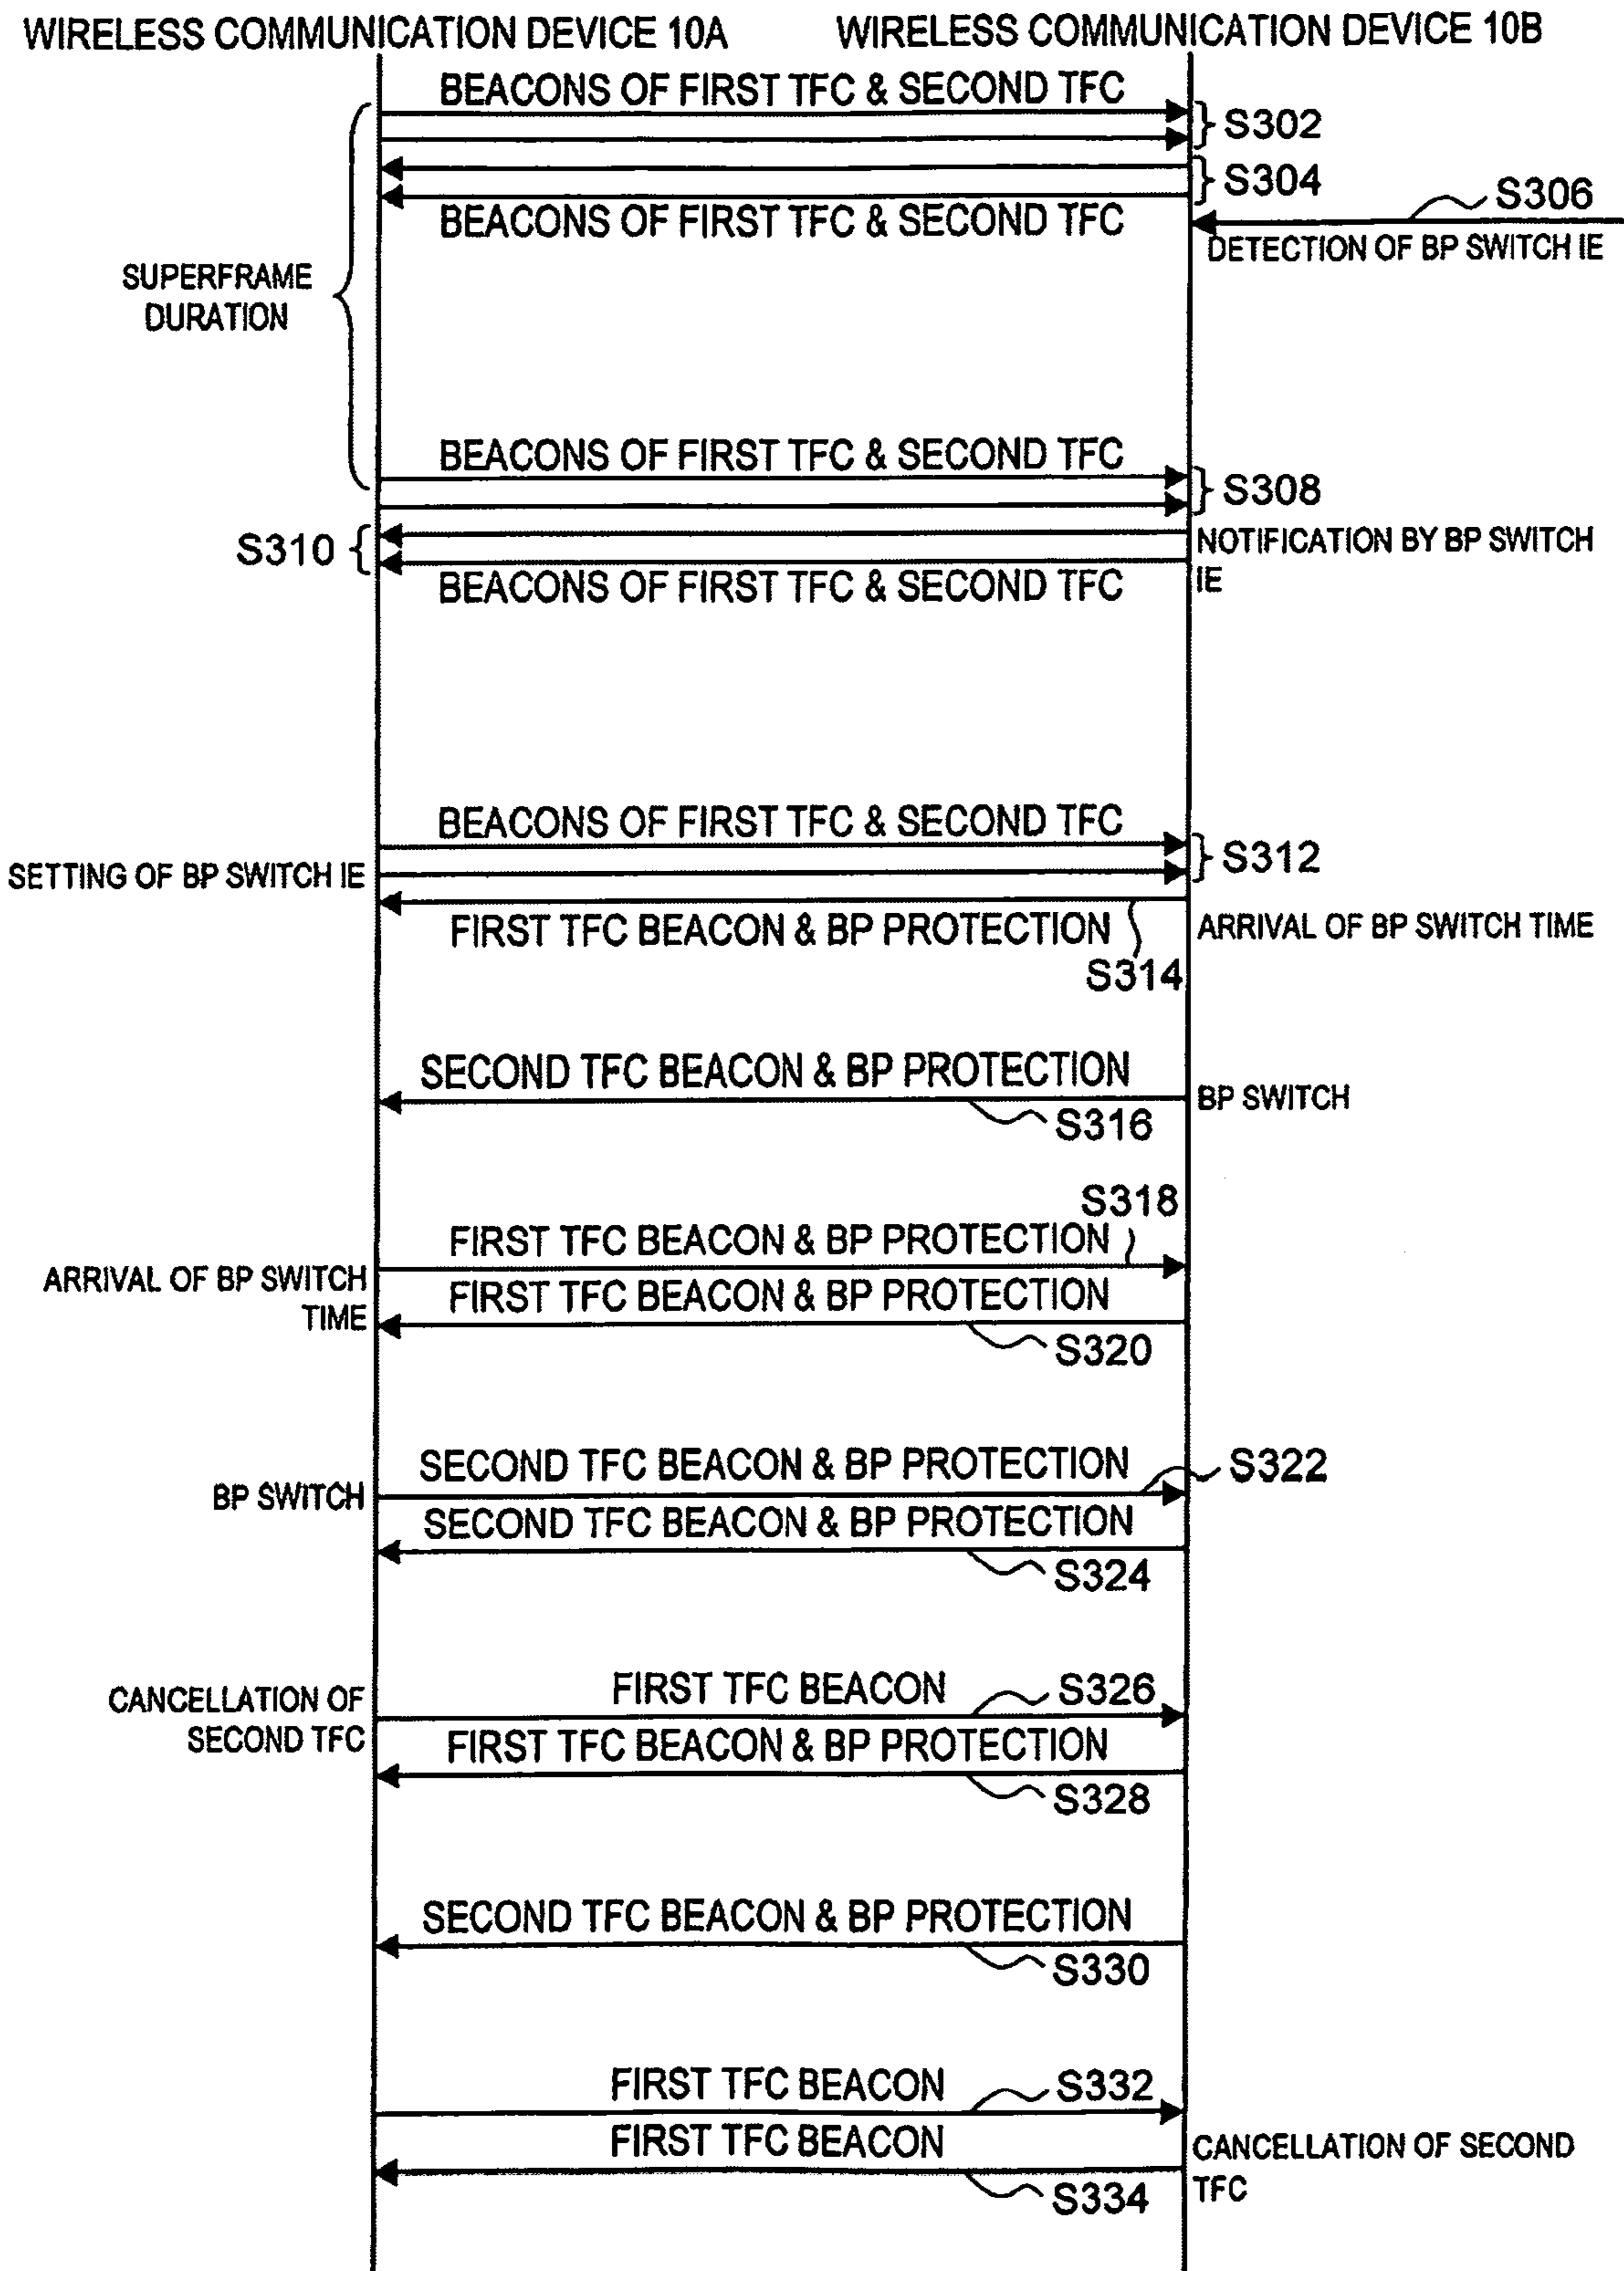 WIRELESS COMMUNICATION DEVICE 10A
WIRELESS COMMUNICATION DEVICE 10B
BEACONS OF FIRST TFC & SECOND TFC
S302
S304
BEACONS OF FIRST TFC & SECOND TFC
S306
DETECTION OF BP SWITCH IE
SUPERFRAME
DURATION
BEACONS OF FIRST TFC & SECOND TFC
S308
S310
NOTIFICATION BY BP SWITCH
IE
BEACONS OF FIRST TFC & SECOND TFC
BEACONS OF FIRST TFC & SECOND TFC
S312
SETTING OF BP SWITCH IE
FIRST TFC BEACON & BP PROTECTION
ARRIVAL OF BP SWITCH TIME
S314
SECOND TFC BEACON & BP PROTECTION
BP SWITCH
S316
S318
FIRST TFC BEACON & BP PROTECTION
ARRIVAL OF BP SWITCH
TIME
FIRST TFC BEACON & BP PROTECTION
S320
SECOND TFC BEACON & BP PROTECTION
S322
BP SWITCH
SECOND TFC BEACON & BP PROTECTION
S324
FIRST TFC BEACON
S326
CANCELLATION OF
SECOND TFC
FIRST TFC BEACON & BP PROTECTION
S328
SECOND TFC BEACON & BP PROTECTION
S330
FIRST TFC BEACON
S332
FIRST TFC BEACON
CANCELLATION OF SECOND
TFC
S334